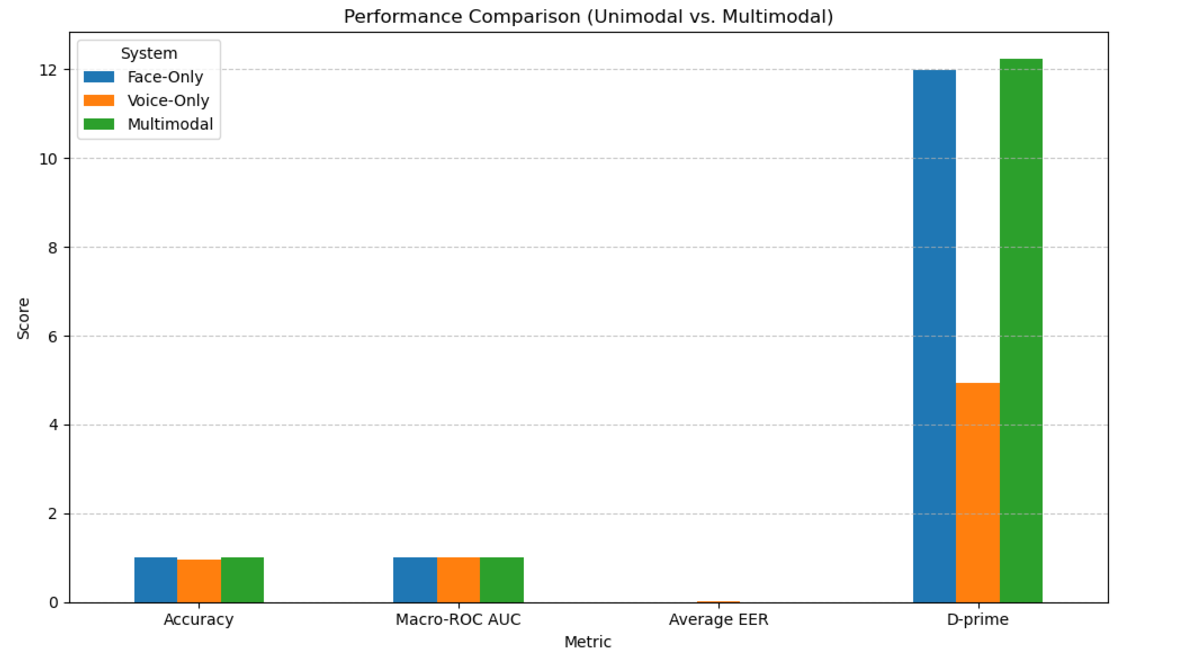 Performance Comparison (Unimodal vs. Multimodal)
System
Face-Only
Voice-Only
Multimodal
12
10
8
6
4
2
0
Score
Accuracy
Macro-ROC AUC
Average EER
D-prime
Metric